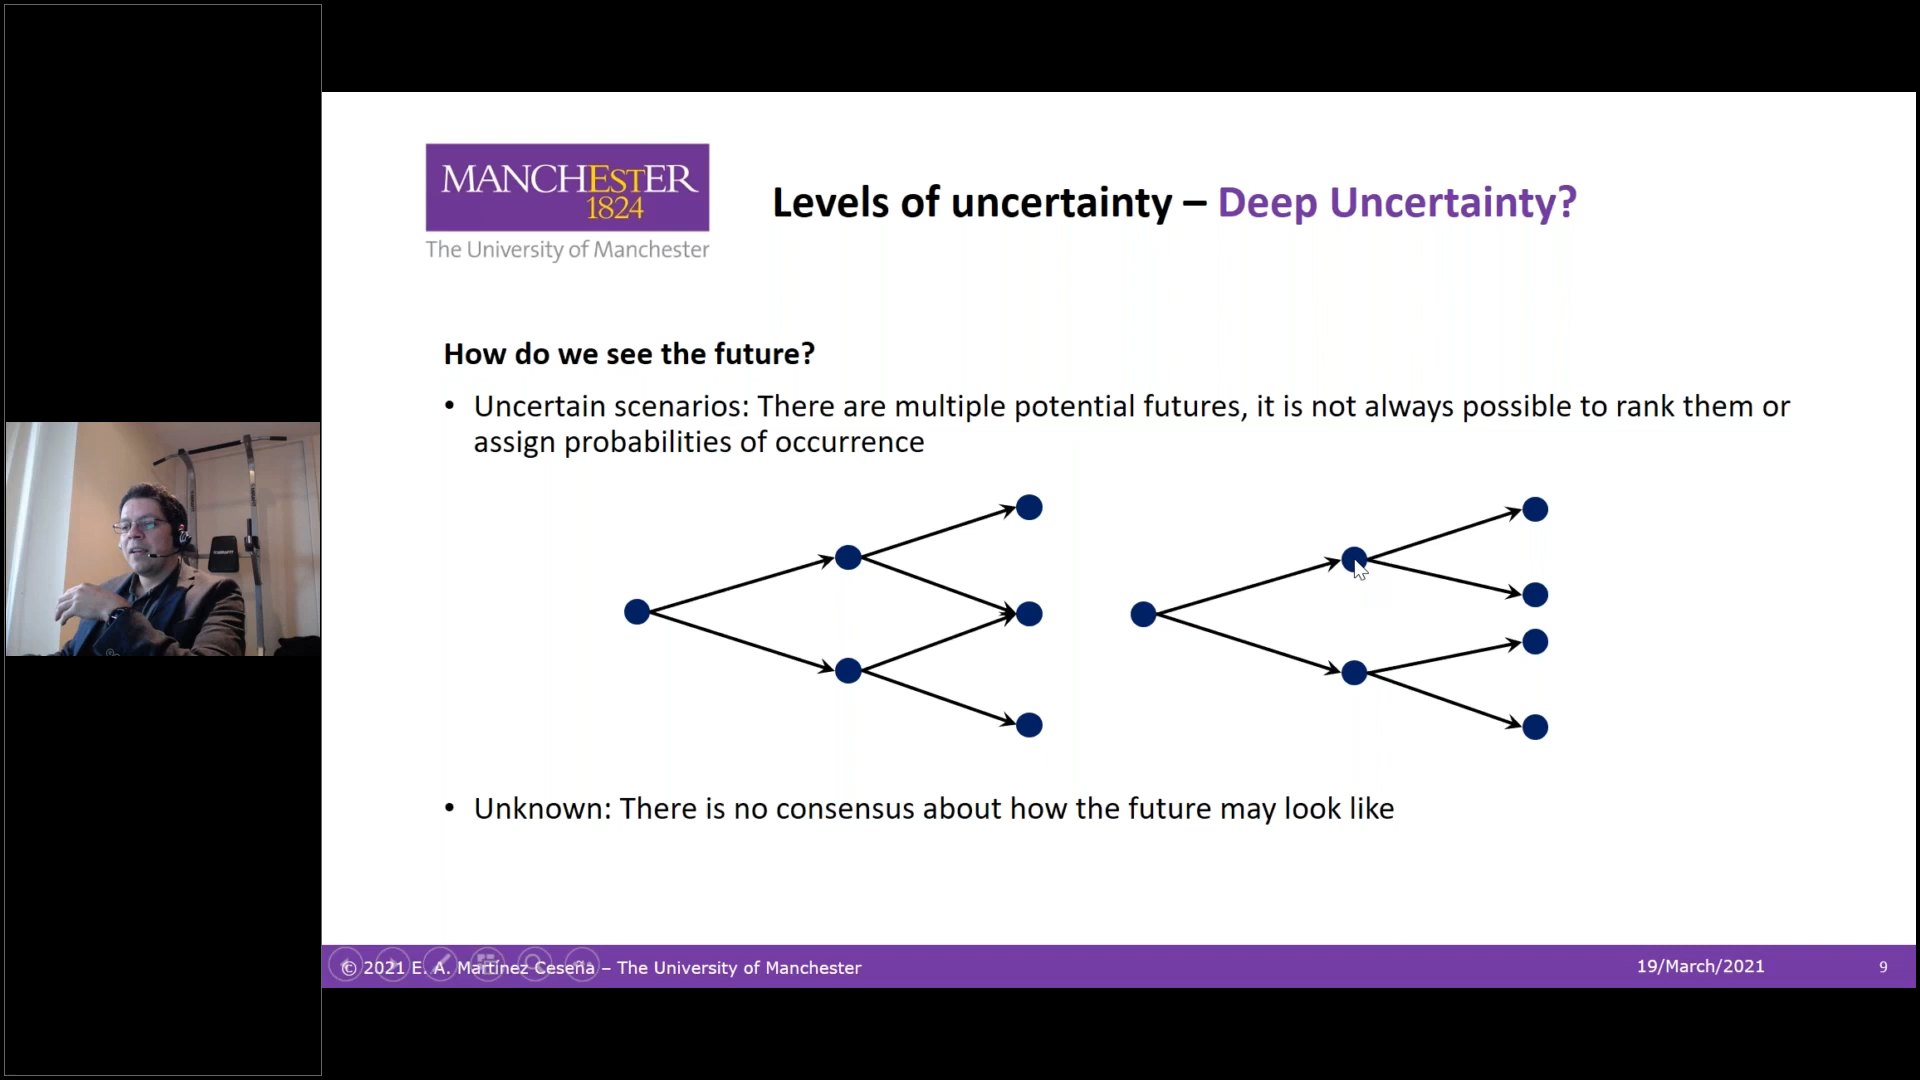 MANCHESTER
1824
The University of Manchester
Levels of uncertainty – Deep Uncertainty?
How do we see the future?
• Uncertain scenarios: There are multiple potential futures, it is not always possible to rank them or
assign probabilities of occurrence
• Unknown: There is no consensus about how the future may look like
© 2021 E. A. Martínez Ceseña – The University of Manchester
19/March/2021
9